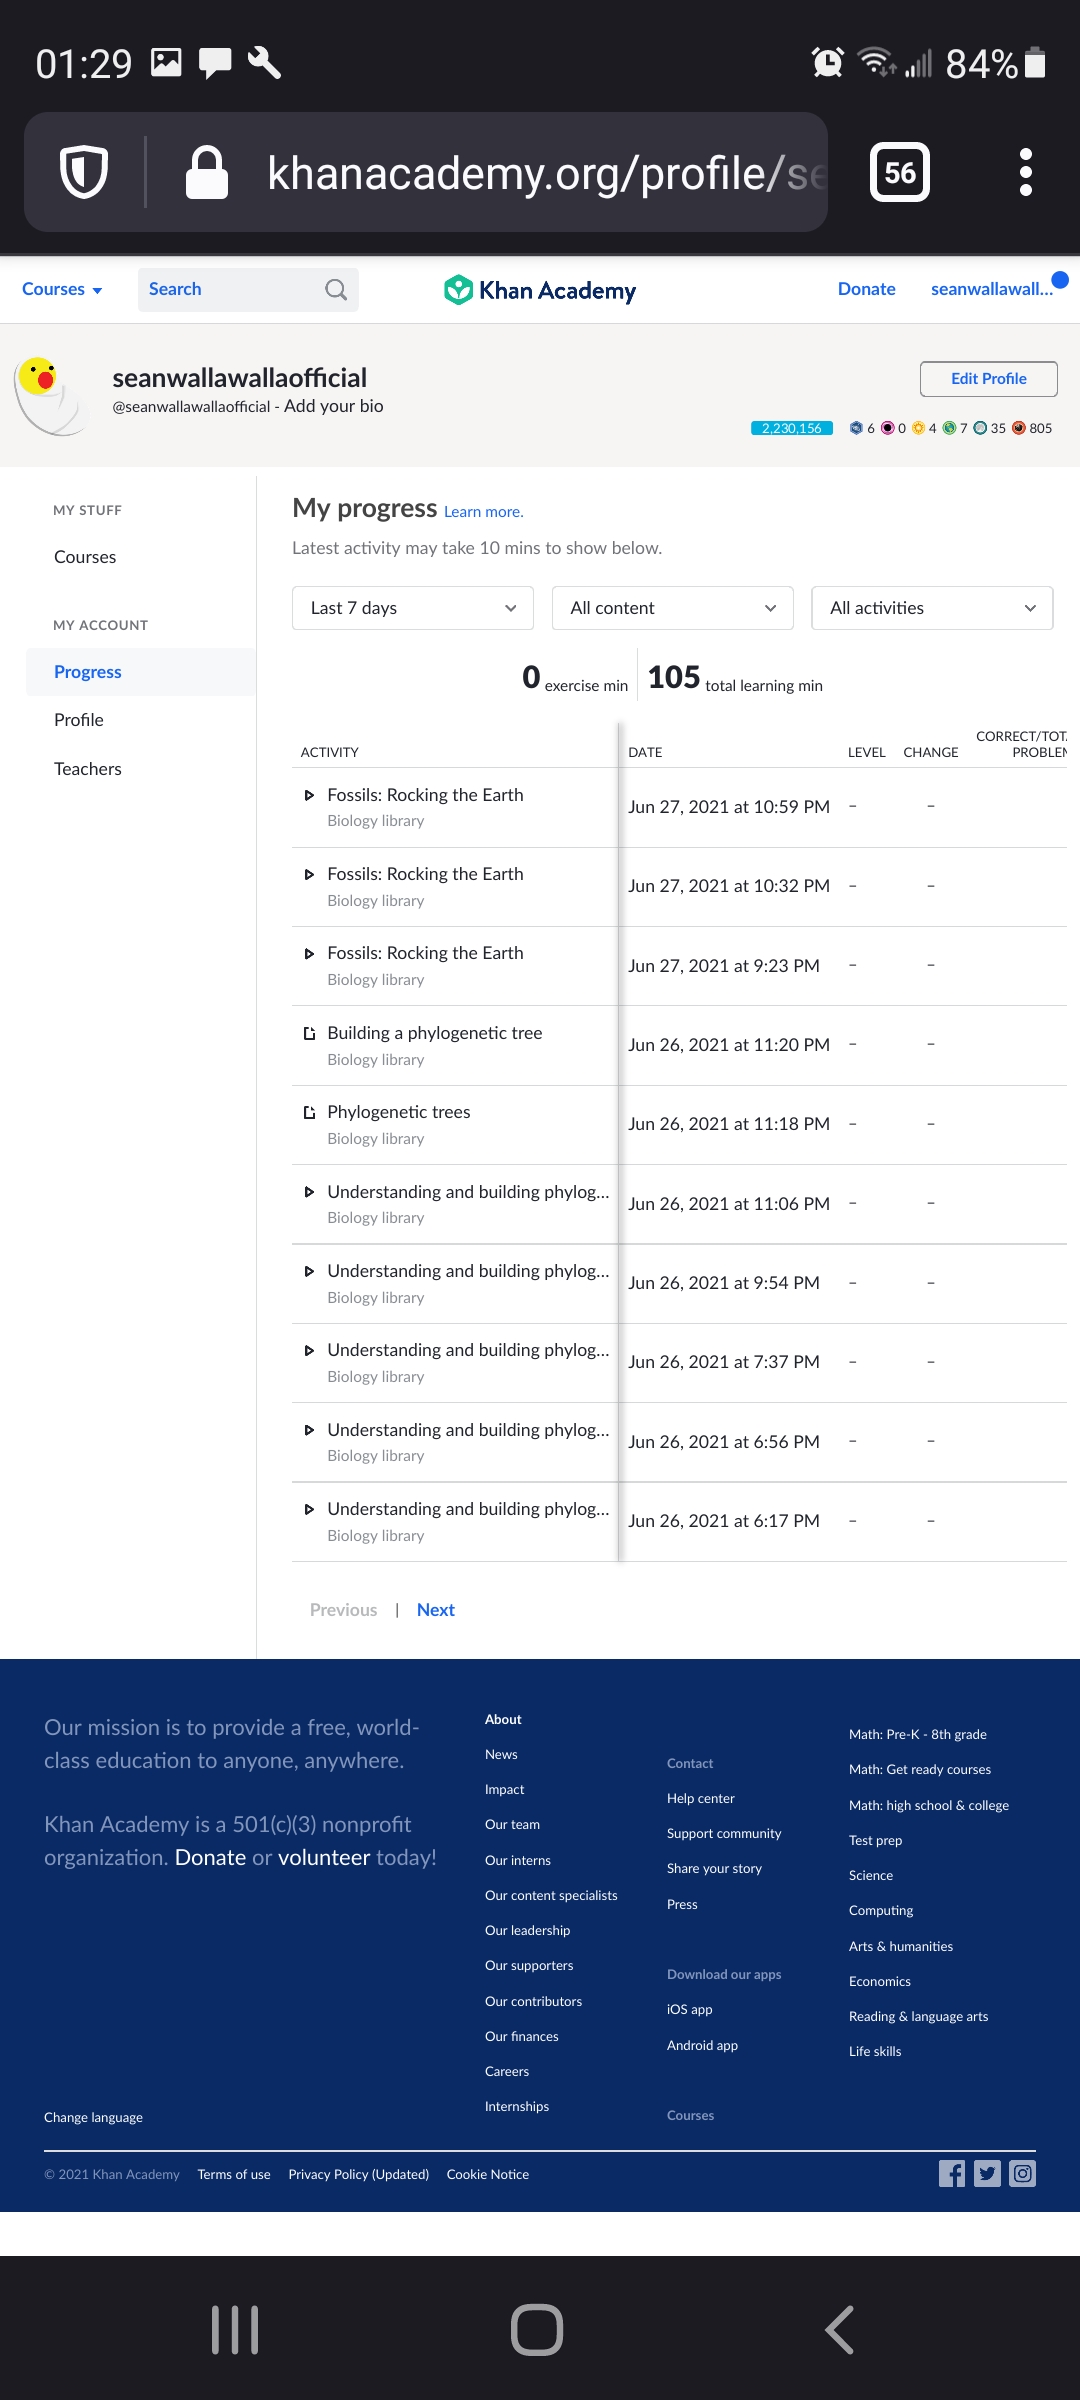 01:29
84%
khanacademy.org/profile/se
56
Courses
Search
Khan Academy
Donate
seanwallawall...
seanwallawallaofficial
@seanwallawallaofficial - Add your bio
Edit Profile
2,230,156 6 0 4 7 35 805
MY STUFF
Courses
MY ACCOUNT
Progress
Profile
Teachers
My progress Learn more.
Latest activity may take 10 mins to show below.
Last 7 days
All content
All activities
0 exercise min
105 total learning min
ACTIVITY
DATE
LEVEL
CHANGE
CORRECT/TOTA
PROBLEM
Fossils: Rocking the Earth
Biology library
Jun 27, 2021 at 10:59 PM – –
Fossils: Rocking the Earth
Biology library
Jun 27, 2021 at 10:32 PM – –
Fossils: Rocking the Earth
Biology library
Jun 27, 2021 at 9:23 PM – –
Building a phylogenetic tree
Biology library
Jun 26, 2021 at 11:20 PM – –
Phylogenetic trees
Biology library
Jun 26, 2021 at 11:18 PM – –
Understanding and building phylog...
Biology library
Jun 26, 2021 at 11:06 PM – –
Understanding and building phylog...
Biology library
Jun 26, 2021 at 9:54 PM – –
Understanding and building phylog...
Biology library
Jun 26, 2021 at 7:37 PM – –
Understanding and building phylog...
Biology library
Jun 26, 2021 at 6:56 PM – –
Understanding and building phylog...
Biology library
Jun 26, 2021 at 6:17 PM – –
Previous | Next
Our mission is to provide a free, world-
class education to anyone, anywhere.
Khan Academy is a 501(c)(3) nonprofit
organization. Donate or volunteer today!
About
News
Impact
Our team
Our interns
Our content specialists
Our leadership
Our supporters
Our contributors
Our finances
Careers
Internships
Contact
Help center
Support community
Share your story
Press
Download our apps
iOS app
Android app
Courses
Math: Pre-K - 8th grade
Math: Get ready courses
Math: high school & college
Test prep
Science
Computing
Arts & humanities
Economics
Reading & language arts
Life skills
Change language
© 2021 Khan Academy Terms of use Privacy Policy (Updated) Cookie Notice